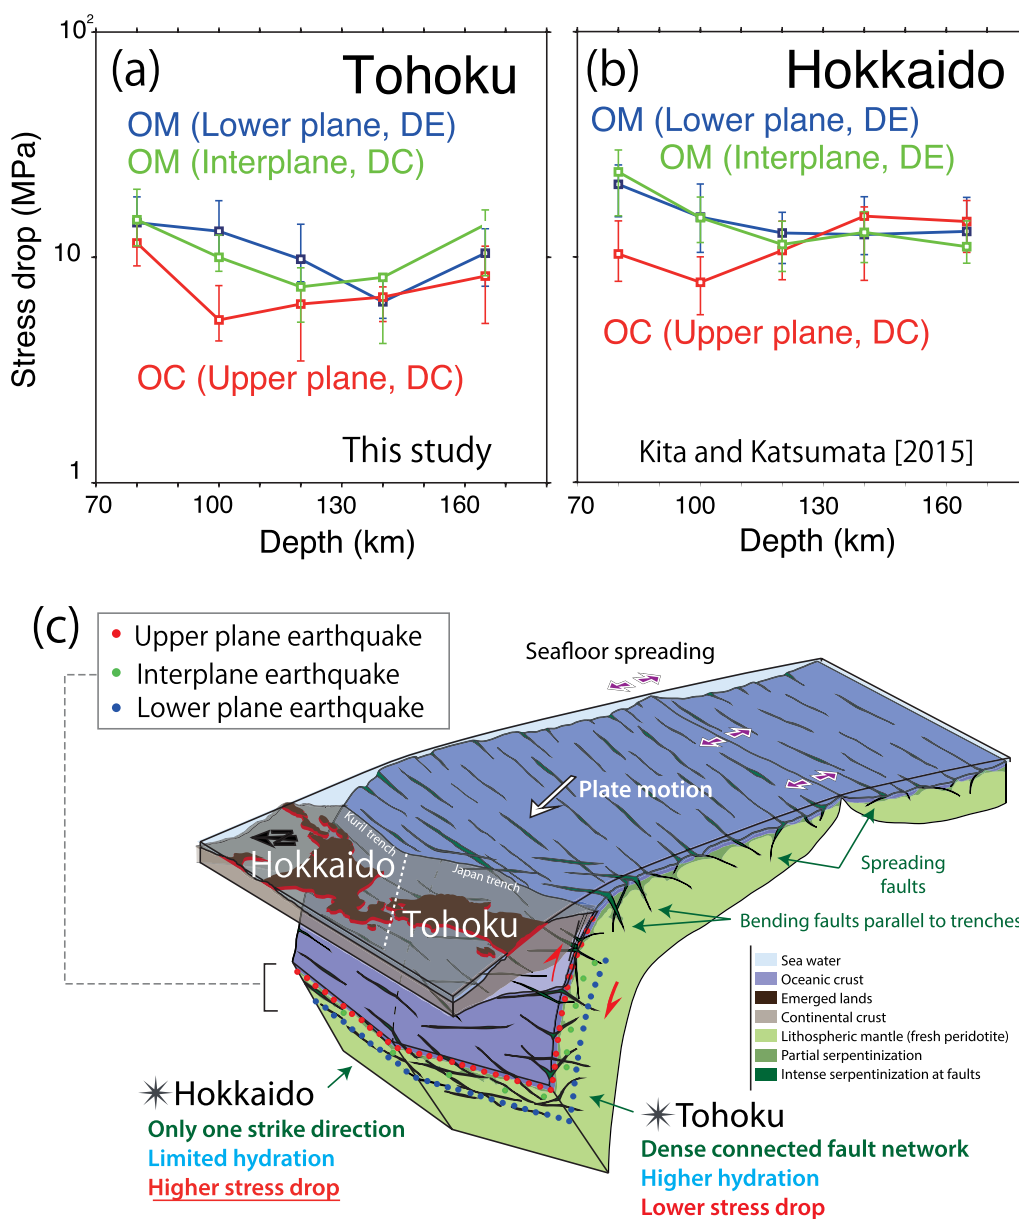 (a)
Tohoku
OM (Lower plane, DE)
OM (Interplane, DC)
OC (Upper plane, DC)
This study
Stress drop (MPa)
10²
10
1
70
100
130
160
Depth (km)
(b)
Hokkaido
OM (Lower plane, DE)
OM (Interplane, DE)
OC (Upper plane, DC)
Kita and Katsumata [2015]
70
100
130
160
Depth (km)
(c)
Upper plane earthquake
Interplane earthquake
Lower plane earthquake
Seafloor spreading
Plate motion
Kuril trench
Japan trench
N
Hokkaido
Tohoku
Spreading
faults
Bending faults parallel to trenches
Sea water
Oceanic crust
Emerged lands
Continental crust
Lithospheric mantle (fresh peridotite)
Partial serpentinization
Intense serpentinization at faults
Hokkaido
Only one strike direction
Limited hydration
Higher stress drop
Tohoku
Dense connected fault network
Higher hydration
Lower stress drop